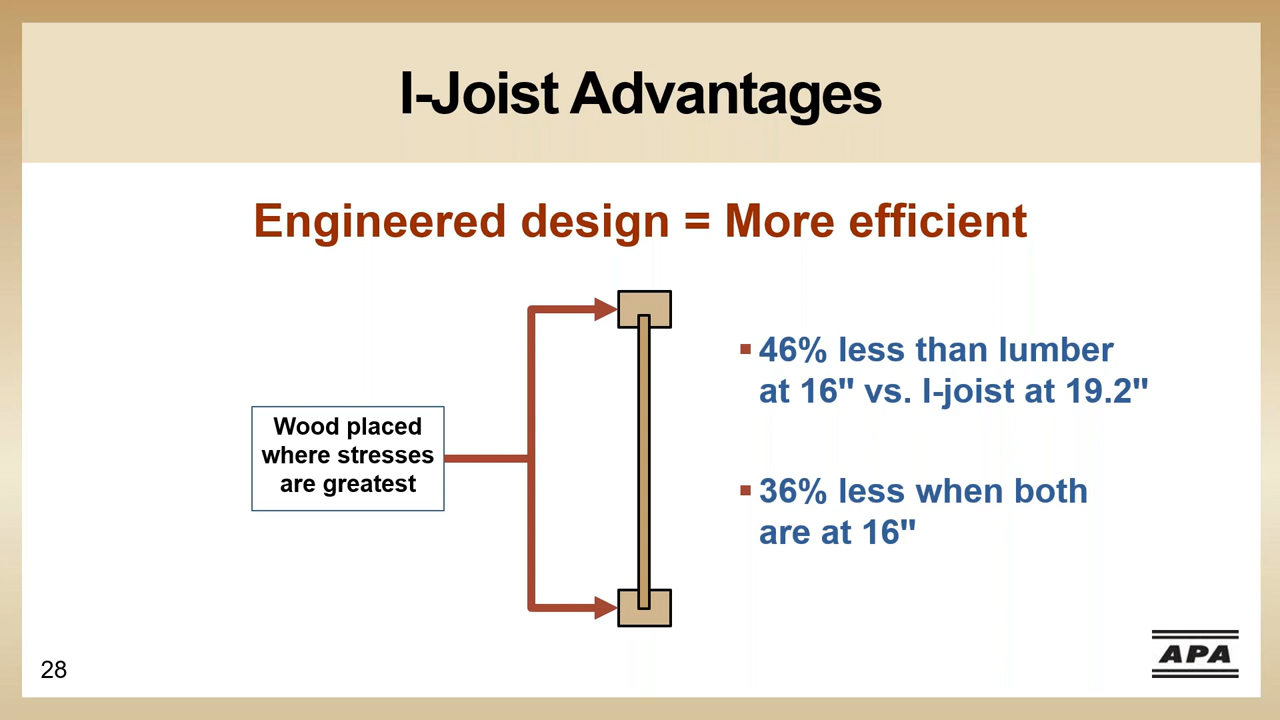 I-Joist Advantages
Engineered design = More efficient
Wood placed
where stresses
are greatest
▪ 46% less than lumber
at 16" vs. I-joist at 19.2"
▪ 36% less when both
are at 16"
28
APA